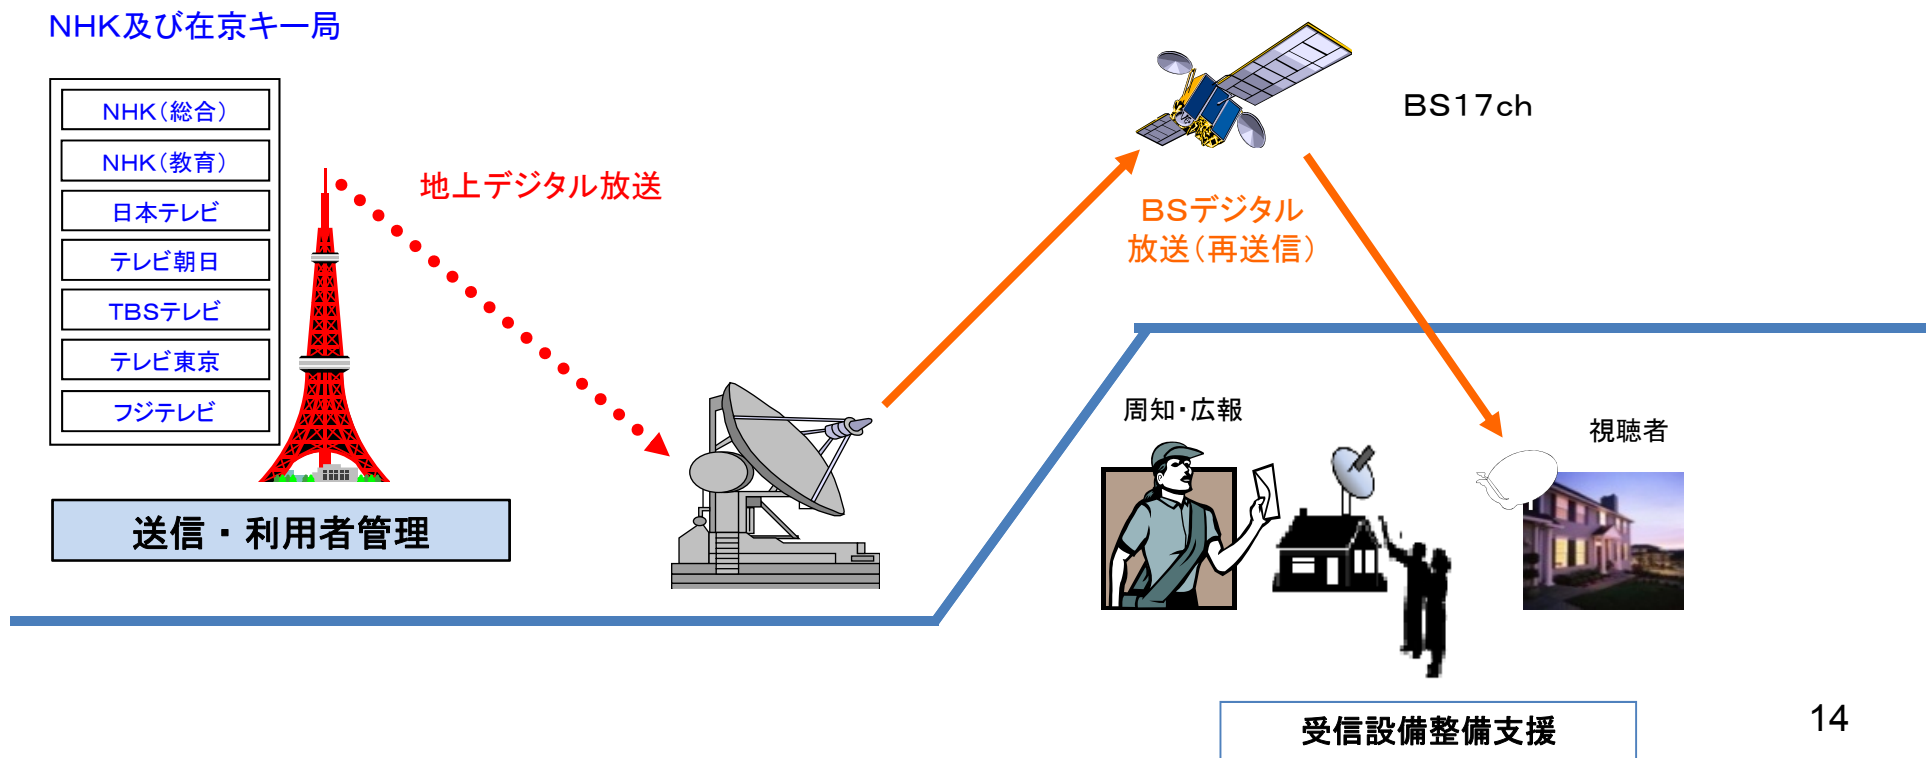 NHK及び在京キー局
NHK(総合)
NHK(教育)
日本テレビ
テレビ朝日
TBSテレビ
テレビ東京
フジテレビ
地上デジタル放送
送信・利用者管理
BS17ch
BSデジタル
放送(再送信)
周知・広報
視聴者
受信設備整備支援
14